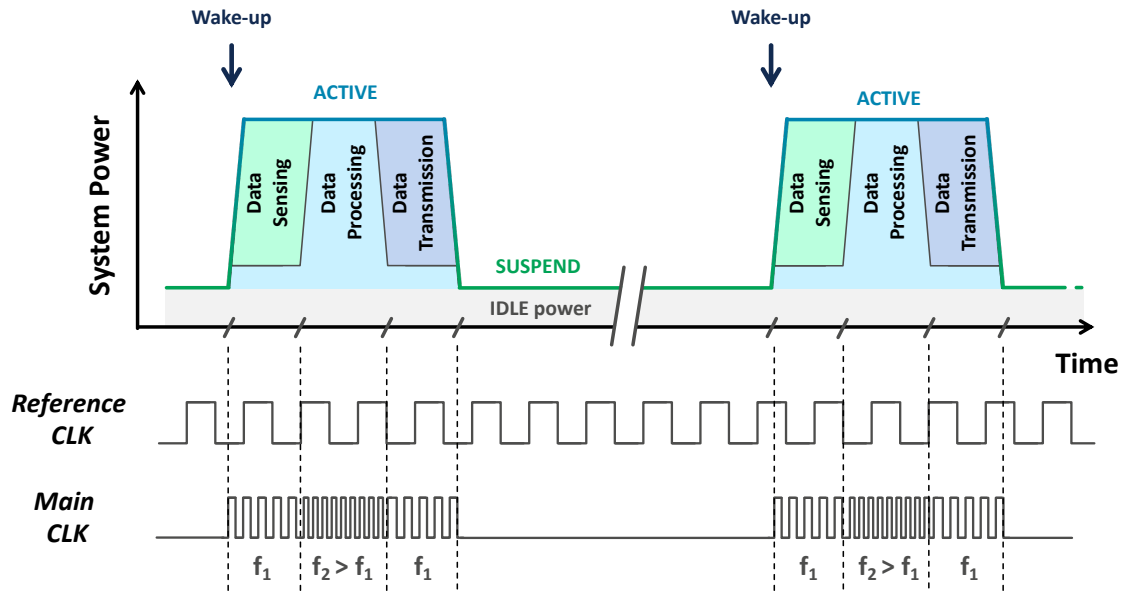 Wake-up
Wake-up
ACTIVE
ACTIVE
System Power
Data
Sensing
Data
Processing
Data
Transmission
Data
Sensing
Data
Processing
Data
Transmission
SUSPEND
IDLE power
Time
Reference
CLK
Main
CLK
f₁
f₂ > f₁
f₁
f₁
f₂ > f₁
f₁